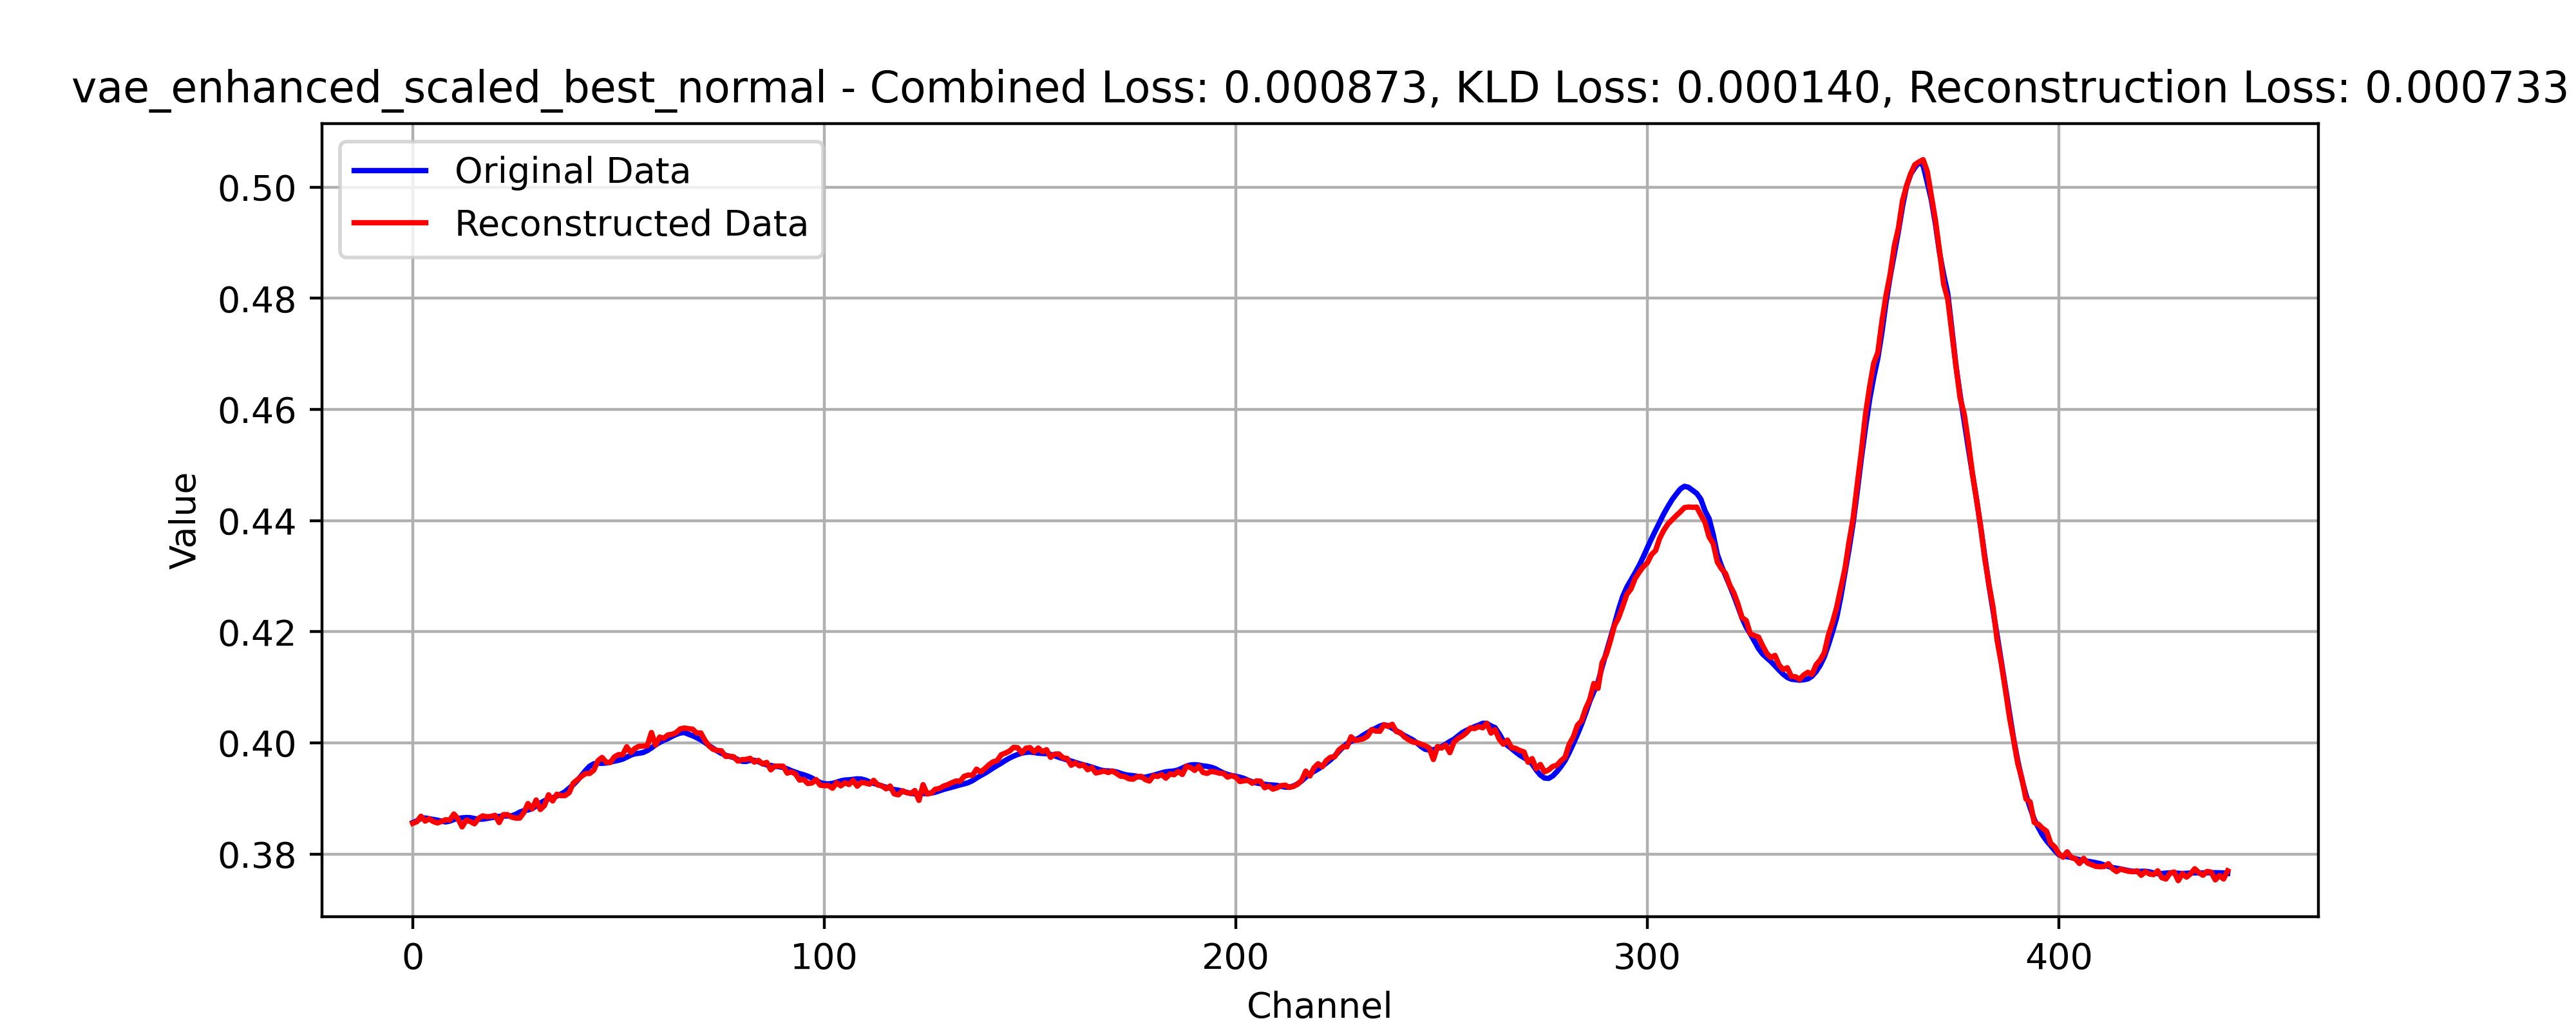 vae_enhanced_scaled_best_normal - Combined Loss: 0.000873, KLD Loss: 0.000140, Reconstruction Loss: 0.000733
Original Data
Reconstructed Data
0.50
0.48
0.46
0.44
0.42
0.40
0.38
Value
0 100 200 300 400
Channel